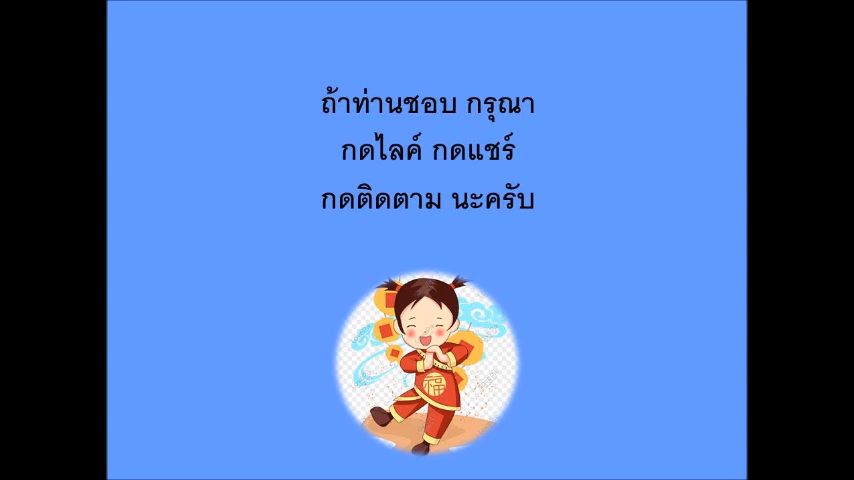 ถ้าท่านชอบ กรุณา
กดไลค์ กดแชร์
กดติดตาม นะครับ
福